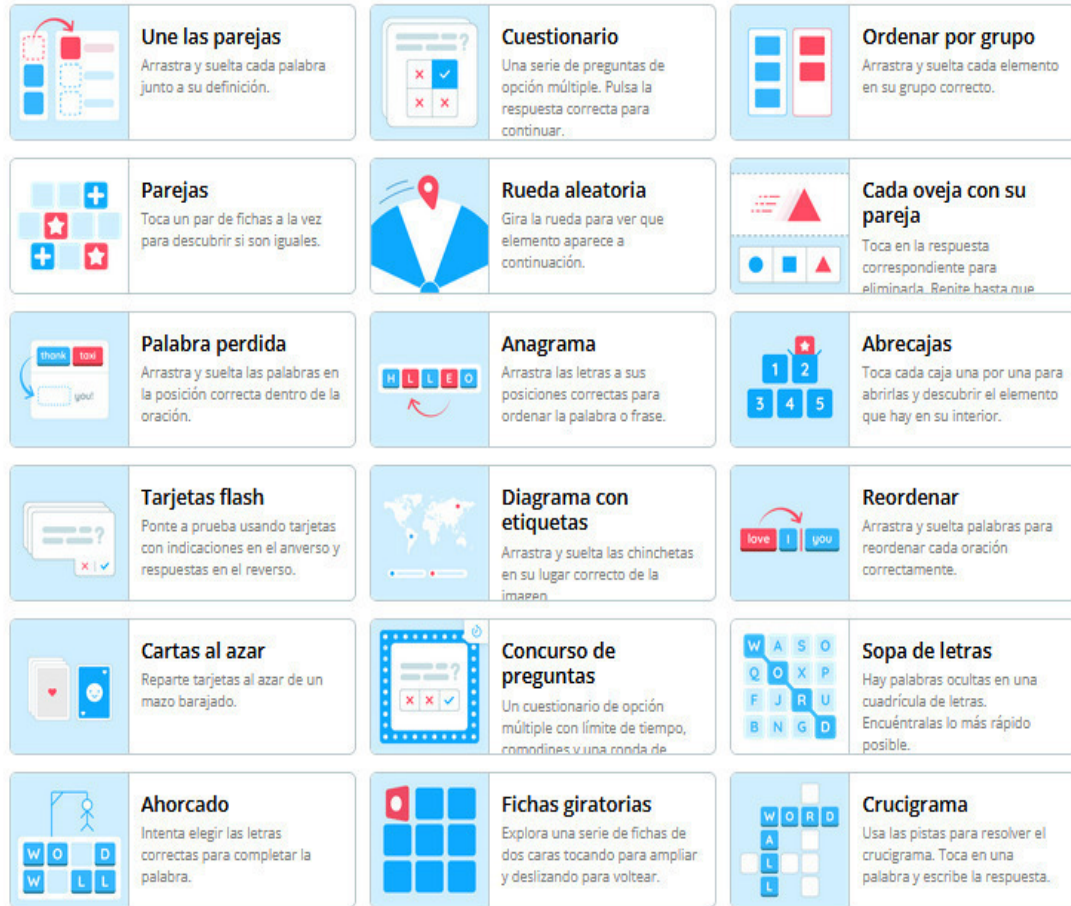 Une las parejas
Arrastra y suelta cada palabra
junto a su definición.
?
Cuestionario
Una serie de preguntas de
opción múltiple. Pulsa la
respuesta correcta para
continuar.
Ordenar por grupo
Arrastra y suelta cada elemento
en su grupo correcto.
Parejas
Toca un par de fichas a la vez
para descubrir si son iguales.
Rueda aleatoria
Gira la rueda para ver que
elemento aparece a
continuación.
Cada oveja con su
pareja
Toca en la respuesta
correspondiente para
eliminarla. Repite hasta que
thank taxi
you!
Palabra perdida
Arrastra y suelta las palabras en
la posición correcta dentro de la
oración.
H L L E O
Anagrama
Arrastra las letras a sus
posiciones correctas para
ordenar la palabra o frase.
1 2
3 4 5
Abrecajas
Toca cada caja una por una para
abrirlas y descubrir el elemento
que hay en su interior.
?
Tarjetas flash
Ponte a prueba usando tarjetas
con indicaciones en el anverso y
respuestas en el reverso.
Diagrama con
etiquetas
Arrastra y suelta las chinchetas
en su lugar correcto de la
imagen
love I you
Reordenar
Arrastra y suelta palabras para
reordenar cada oración
correctamente.
Cartas al azar
Reparte tarjetas al azar de un
mazo barajado.
?
Concurso de
preguntas
Un cuestionario de opción
múltiple con límite de tiempo,
comodines y una ronda de
W A S O
Q O X P
F J R U
B N G D
Sopa de letras
Hay palabras ocultas en una
cuadrícula de letras.
Encuéntralas lo más rápido
posible.
W O D
W L L
Ahorcado
Intenta elegir las letras
correctas para completar la
palabra.
Fichas giratorias
Explora una serie de fichas de
dos caras tocando para ampliar
y deslizando para voltear.
W O R D
A
L
L
Crucigrama
Usa las pistas para resolver el
crucigrama. Toca en una
palabra y escribe la respuesta.